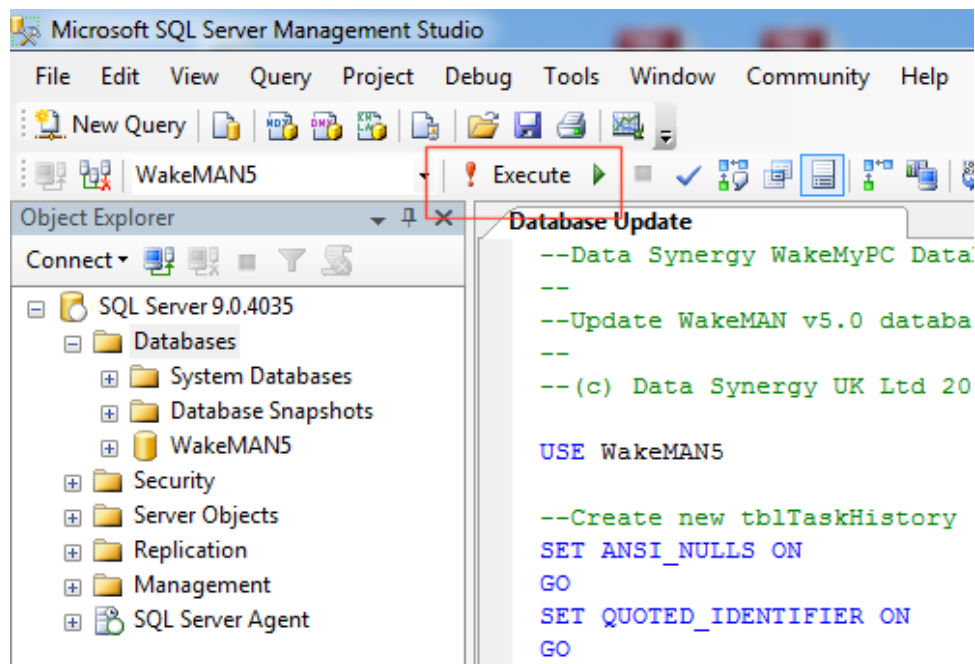 Microsoft SQL Server Management Studio
File Edit View Query Project Debug Tools Window Community Help
New Query
WakeMAN5 Execute
Object Explorer
Connect
SQL Server 9.0.4035
Databases
System Databases
Database Snapshots
WakeMAN5
Security
Server Objects
Replication
Management
SQL Server Agent
Database Update
--Data Synergy WakeMyPC Data
--
--Update WakeMAN v5.0 databa
--
--(c) Data Synergy UK Ltd 20
USE WakeMAN5
--Create new tblTaskHistory
SET ANSI_NULLS ON
GO
SET QUOTED_IDENTIFIER ON
GO